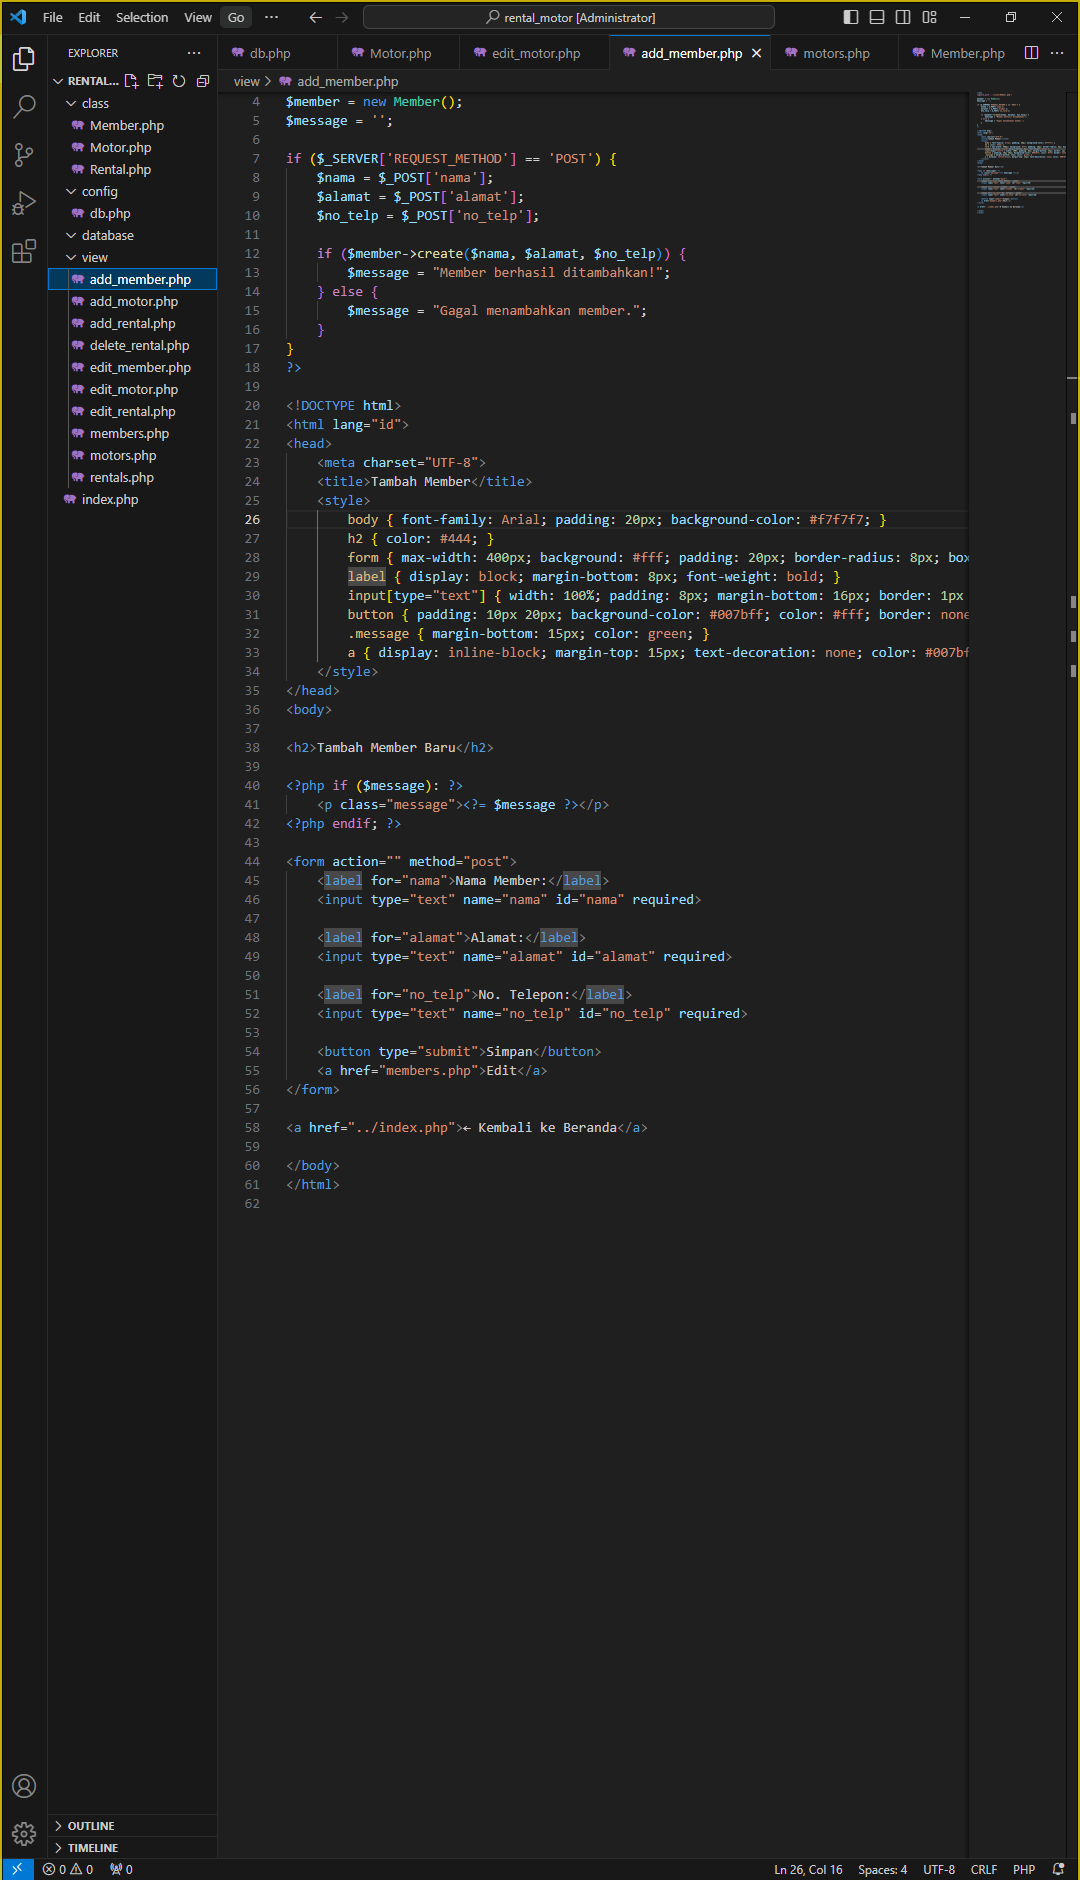 File Edit Selection View Go ··· rental_motor [Administrator]
EXPLORER ···
RENTAL...
class
Member.php
Motor.php
Rental.php
config
db.php
database
view
add_member.php
add_motor.php
add_rental.php
delete_rental.php
edit_member.php
edit_motor.php
edit_rental.php
members.php
motors.php
rentals.php
index.php
OUTLINE
TIMELINE
db.php Motor.php edit_motor.php add_member.php motors.php Member.php ···
view > add_member.php
4 $member = new Member();
5 $message = '';
6
7 if ($_SERVER['REQUEST_METHOD'] == 'POST') {
8 $nama = $_POST['nama'];
9 $alamat = $_POST['alamat'];
10 $no_telp = $_POST['no_telp'];
11
12 if ($member->create($nama, $alamat, $no_telp)) {
13 $message = "Member berhasil ditambahkan!";
14 } else {
15 $message = "Gagal menambahkan member.";
16 }
17 }
18 ?>
19
20 <!DOCTYPE html>
21 <html lang="id">
22 <head>
23 <meta charset="UTF-8">
24 <title>Tambah Member</title>
25 <style>
26 body { font-family: Arial; padding: 20px; background-color: #f7f7f7; }
27 h2 { color: #444; }
28 form { max-width: 400px; background: #fff; padding: 20px; border-radius: 8px; box
29 label { display: block; margin-bottom: 8px; font-weight: bold; }
30 input[type="text"] { width: 100%; padding: 8px; margin-bottom: 16px; border: 1px
31 button { padding: 10px 20px; background-color: #007bff; color: #fff; border: none
32 .message { margin-bottom: 15px; color: green; }
33 a { display: inline-block; margin-top: 15px; text-decoration: none; color: #007bf
34 </style>
35 </head>
36 <body>
37
38 <h2>Tambah Member Baru</h2>
39
40 <?php if ($message): ?>
41 <p class="message"><?= $message ?></p>
42 <?php endif; ?>
43
44 <form action="" method="post">
45 <label for="nama">Nama Member:</label>
46 <input type="text" name="nama" id="nama" required>
47
48 <label for="alamat">Alamat:</label>
49 <input type="text" name="alamat" id="alamat" required>
50
51 <label for="no_telp">No. Telepon:</label>
52 <input type="text" name="no_telp" id="no_telp" required>
53
54 <button type="submit">Simpan</button>
55 <a href="members.php">Edit</a>
56 </form>
57
58 <a href="../index.php">← Kembali ke Beranda</a>
59
60 </body>
61 </html>
62
0 0 0 Ln 26, Col 16 Spaces: 4 UTF-8 CRLF PHP